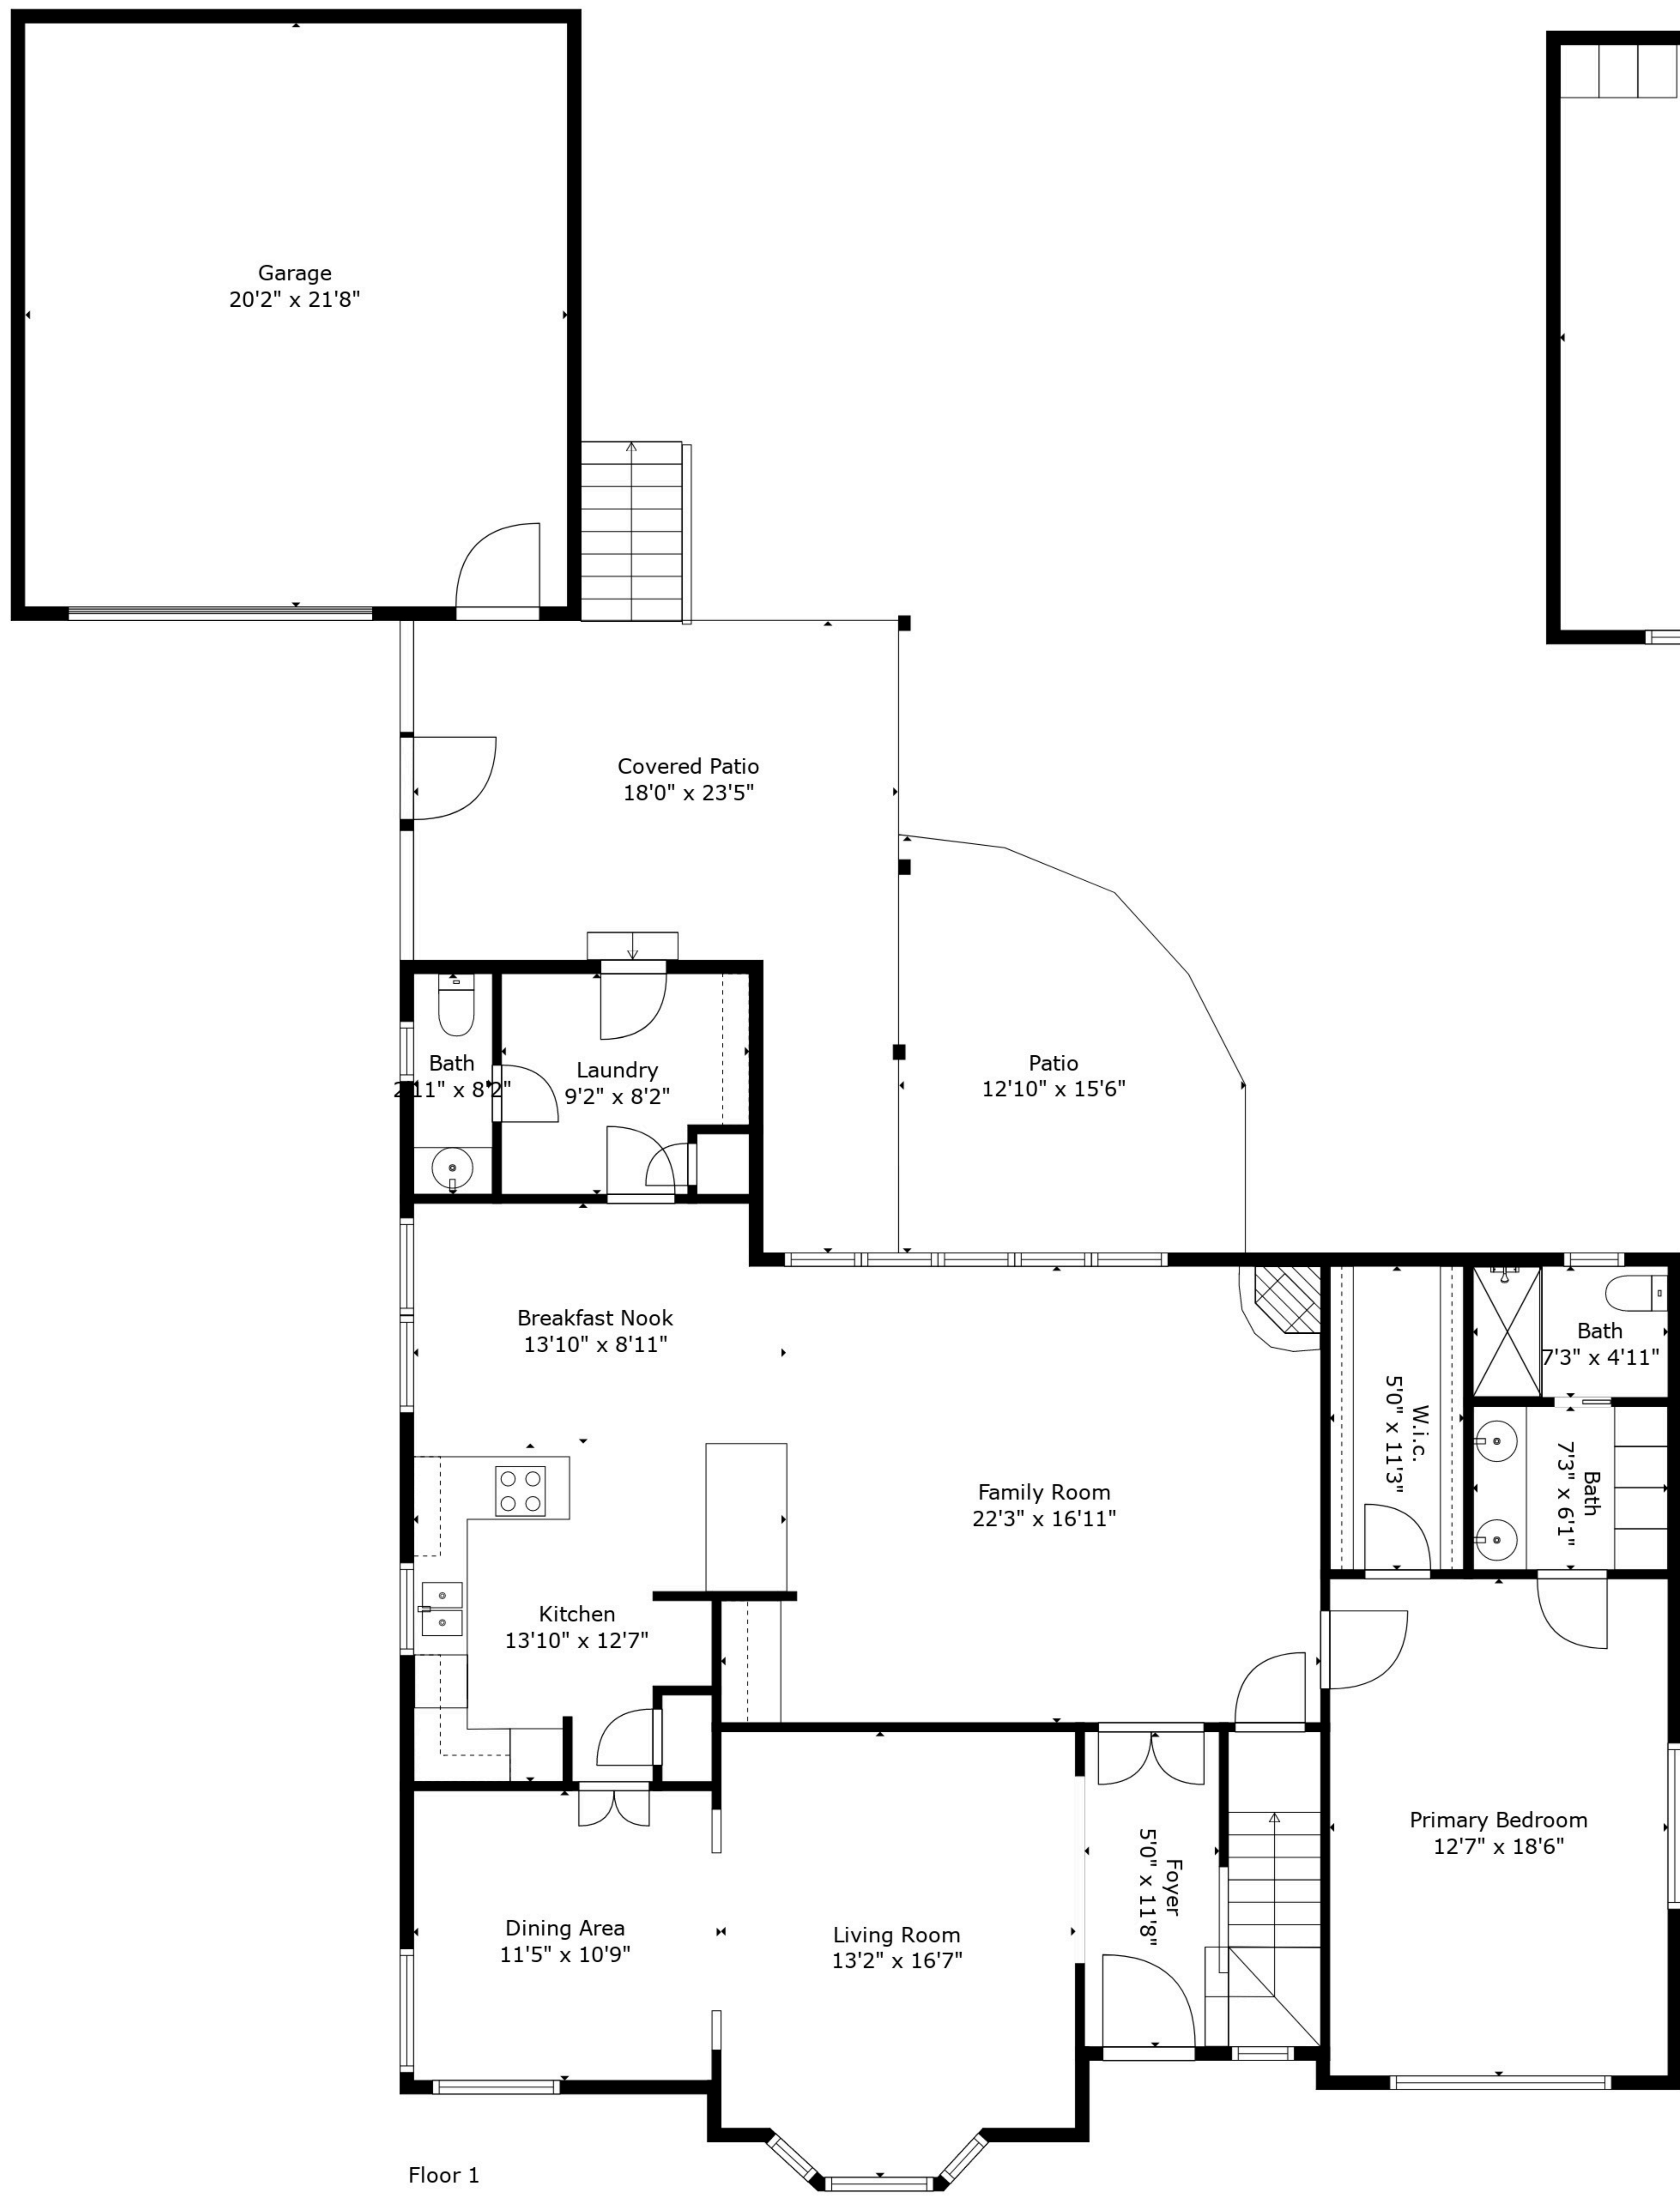 Garage
20'2" x 21'8"
Covered Patio
18'0" x 23'5"
Bath
2'11" x 8'2"
Laundry
9'2" x 8'2"
Patio
12'10" x 15'6"
Breakfast Nook
13'10" x 8'11"
Bath
7'3" x 4'11"
W.i.c.
5'0" x 11'3"
Bath
7'3" x 6'1"
Family Room
22'3" x 16'11"
Kitchen
13'10" x 12'7"
Primary Bedroom
12'7" x 18'6"
Foyer
5'0" x 11'8"
Dining Area
11'5" x 10'9"
Living Room
13'2" x 16'7"
Floor 1